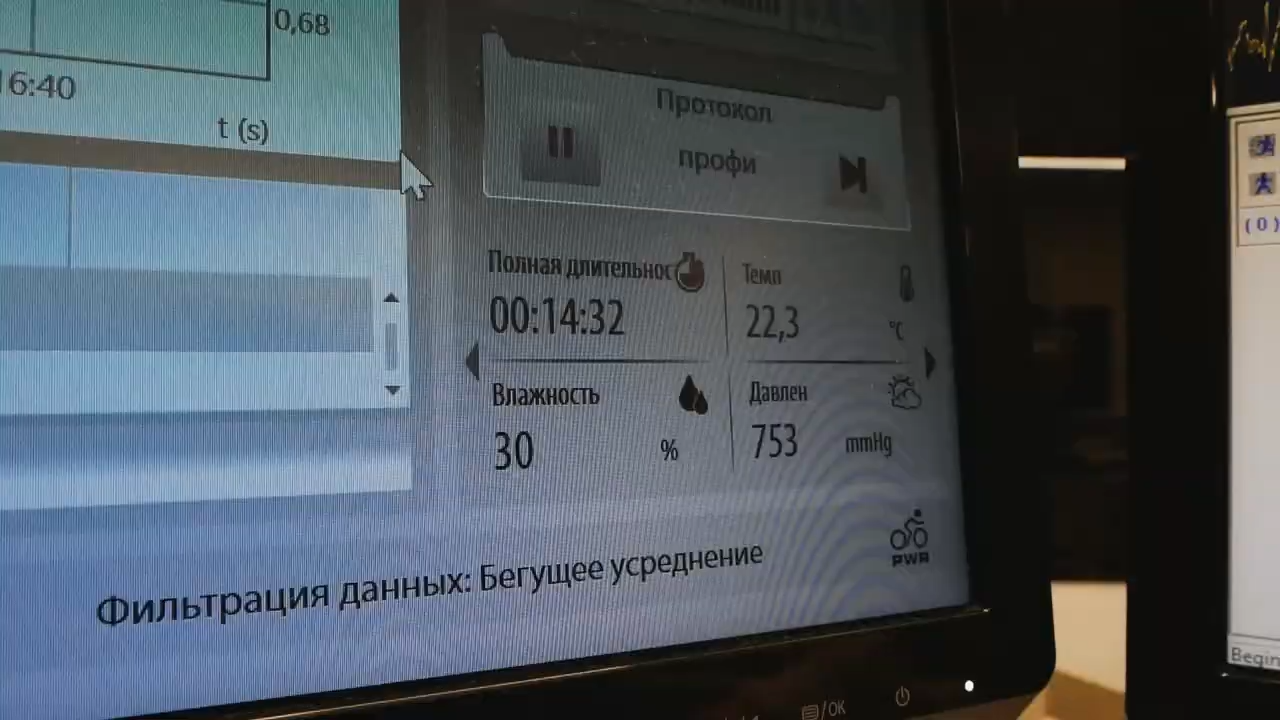 0,68
16:40
t (s)
Протокол
профи
Полная длительнос
00:14:32
Темп
22,3 °C
Влажность
30 %
Давлен
753 mmHg
PWR
Фильтрация данных: Бегущее усреднение
/OK
(0)
Begin